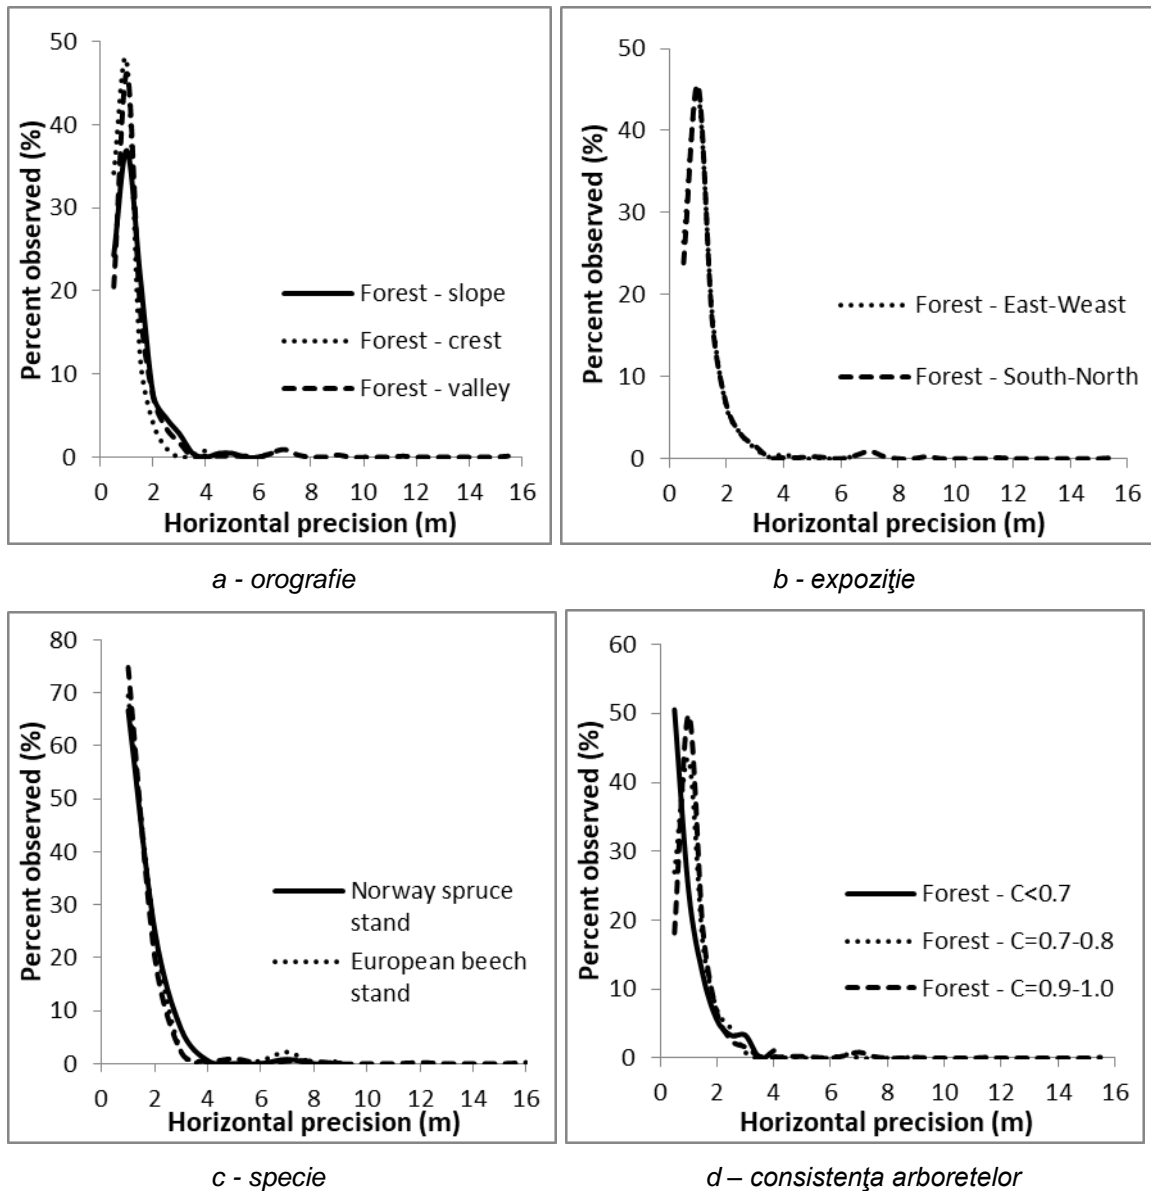 50
40
30
20
10
0
Percent observed (%)
Forest - slope
Forest - crest
Forest - valley
0 2 4 6 8 10 12 14 16
Horizontal precision (m)
a - orografie
50
40
30
20
10
0
Percent observed (%)
Forest - East-Weast
Forest - South-North
0 2 4 6 8 10 12 14 16
Horizontal precision (m)
b - expoziţie
80
70
60
50
40
30
20
10
0
Percent observed (%)
Norway spruce
stand
European beech
stand
0 2 4 6 8 10 12 14 16
Horizontal precision (m)
c - specie
60
50
40
30
20
10
0
Percent observed (%)
Forest - C<0.7
Forest - C=0.7-0.8
Forest - C=0.9-1.0
0 2 4 6 8 10 12 14 16
Horizontal precision (m)
d – consistenţa arboretelor